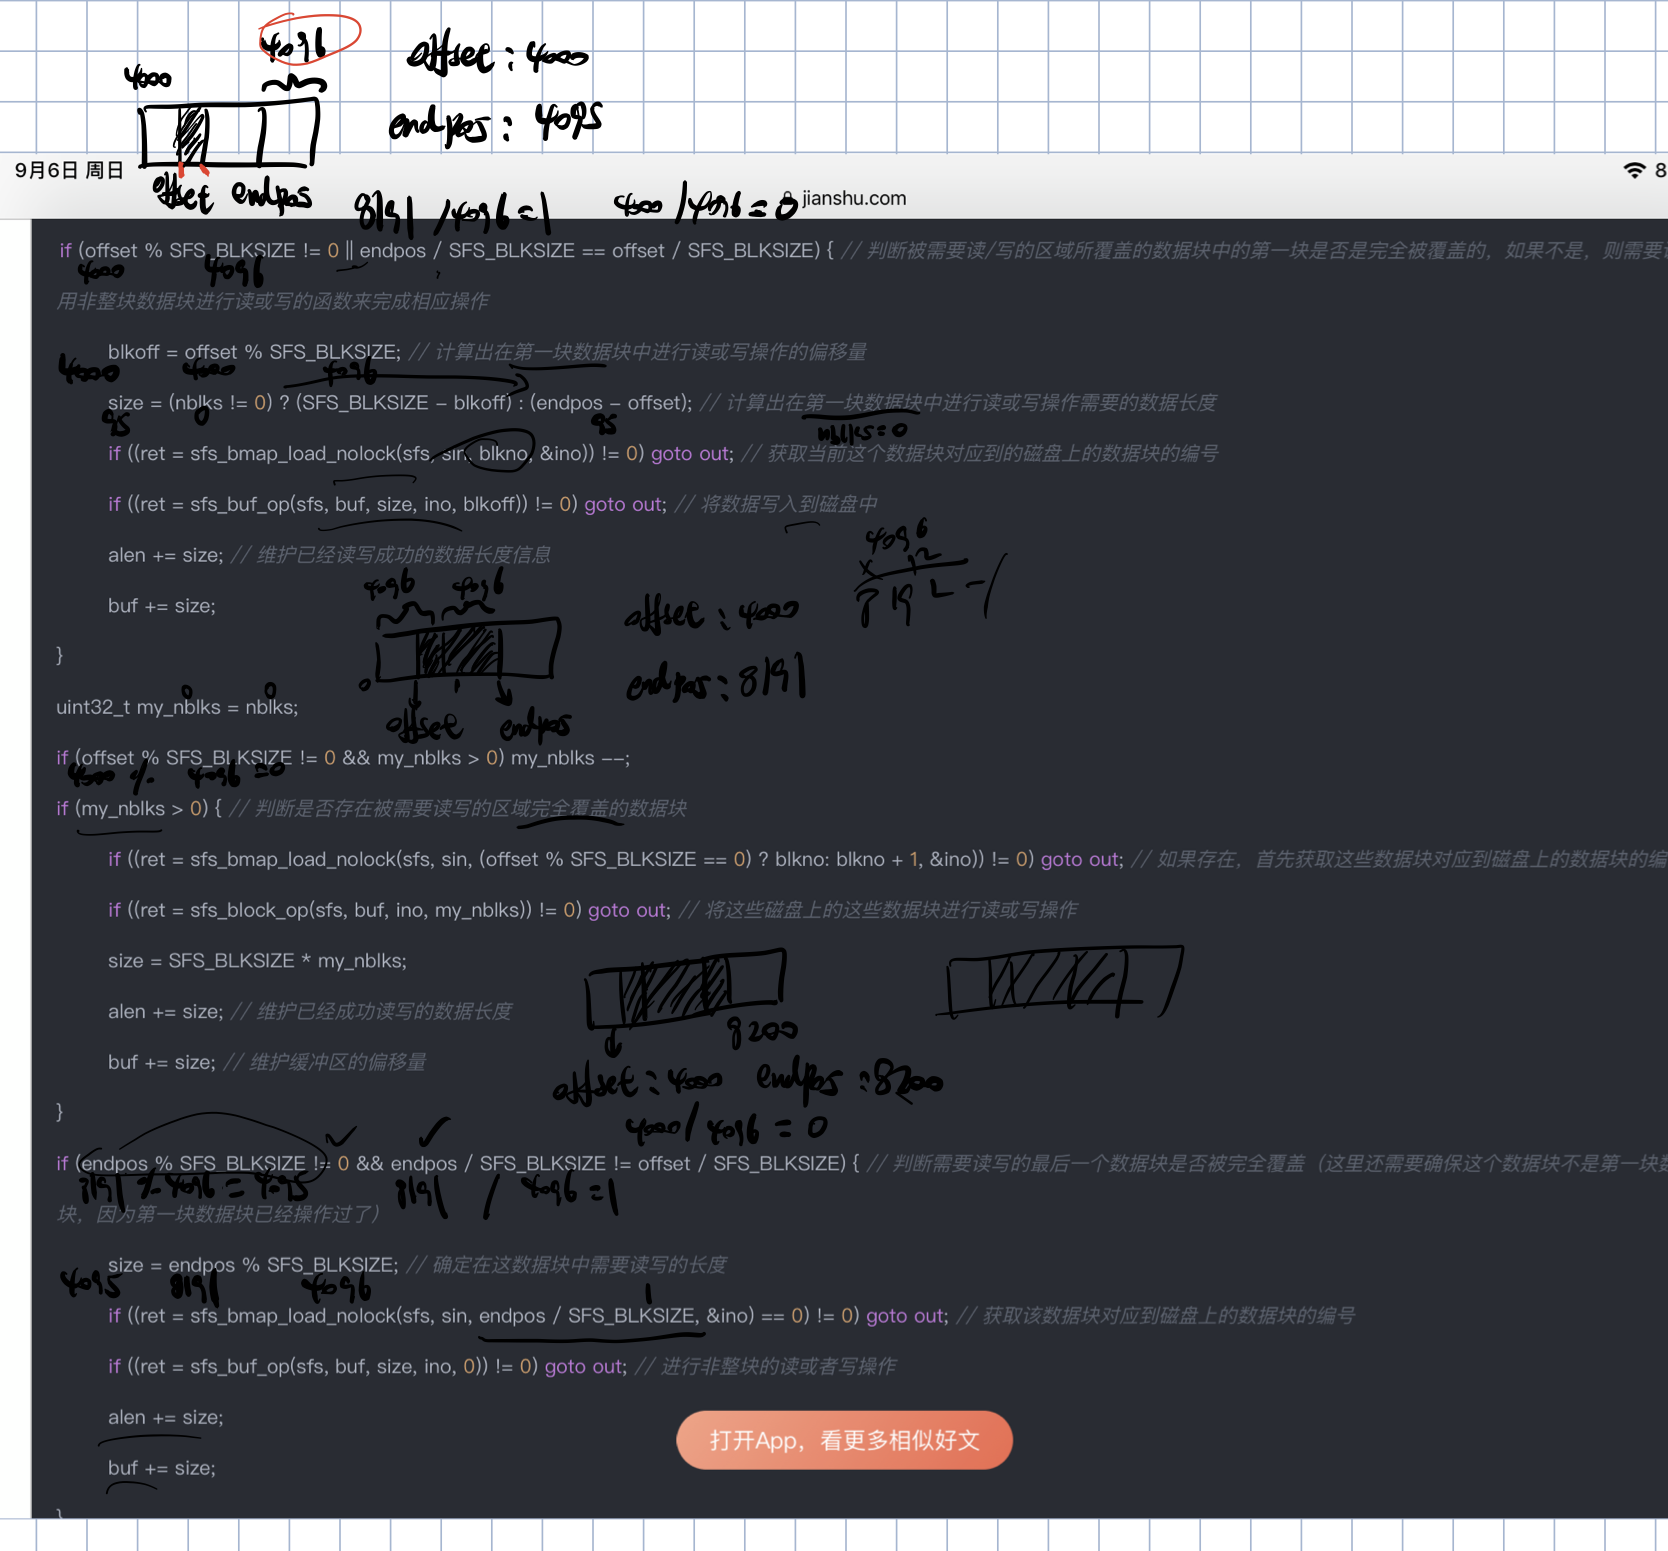 4096
4000
offset : 4000
endpos : 4095
9月6日 周日
8
offset endpos
8191 / 4096 = 1
4000 / 4096 = 0
jianshu.com
if (offset % SFS_BLKSIZE != 0 || endpos / SFS_BLKSIZE == offset / SFS_BLKSIZE) { // 判断被需要读/写的区域所覆盖的数据块中的第一块是否是完全被覆盖的，如果不是，则需要
4000 4096
用非整块数据块进行读或写的函数来完成相应操作
blkoff = offset % SFS_BLKSIZE; // 计算出在第一块数据块中进行读或写操作的偏移量
4000 4000 4096
size = (nblks != 0) ? (SFS_BLKSIZE – blkoff) : (endpos – offset); // 计算出在第一块数据块中进行读或写操作需要的数据长度
95 0 95 nblks=0
if ((ret = sfs_bmap_load_nolock(sfs, sin, blkno, &ino)) != 0) goto out; // 获取当前这个数据块对应到的磁盘上的数据块的编号
if ((ret = sfs_buf_op(sfs, buf, size, ino, blkoff)) != 0) goto out; // 将数据写入到磁盘中
4096
× 2
8192 - 1
alen += size; // 维护已经读写成功的数据长度信息
4096 4096
buf += size;
offset : 4000
}
0
endpos : 8191
0 0
uint32_t my_nblks = nblks;
offset endpos
if (offset % SFS_BLKSIZE != 0 && my_nblks > 0) my_nblks --;
4000 % 4096 = 0
if (my_nblks > 0) { // 判断是否存在被需要读写的区域完全覆盖的数据块
if ((ret = sfs_bmap_load_nolock(sfs, sin, (offset % SFS_BLKSIZE == 0) ? blkno: blkno + 1, &ino)) != 0) goto out; // 如果存在，首先获取这些数据块对应到磁盘上的数据块的编
if ((ret = sfs_block_op(sfs, buf, ino, my_nblks)) != 0) goto out; // 将这些磁盘上的这些数据块进行读或写操作
size = SFS_BLKSIZE * my_nblks;
alen += size; // 维护已经成功读写的数据长度
8200
buf += size; // 维护缓冲区的偏移量
offset : 4000 endpos : 8200
}
4000 / 4096 = 0
if (endpos % SFS_BLKSIZE != 0 && endpos / SFS_BLKSIZE != offset / SFS_BLKSIZE) { // 判断需要读写的最后一个数据块是否被完全覆盖（这里还需要确保这个数据块不是第一块数
8191 % 4096 = 4095 8191 / 4096 = 1
块，因为第一块数据块已经操作过了）
size = endpos % SFS_BLKSIZE; // 确定在这数据块中需要读写的长度
4095 8191 4096 1
if ((ret = sfs_bmap_load_nolock(sfs, sin, endpos / SFS_BLKSIZE, &ino) == 0) != 0) goto out; // 获取该数据块对应到磁盘上的数据块的编号
if ((ret = sfs_buf_op(sfs, buf, size, ino, 0)) != 0) goto out; // 进行非整块的读或者写操作
alen += size;
打开App，看更多相似好文
buf += size;
}